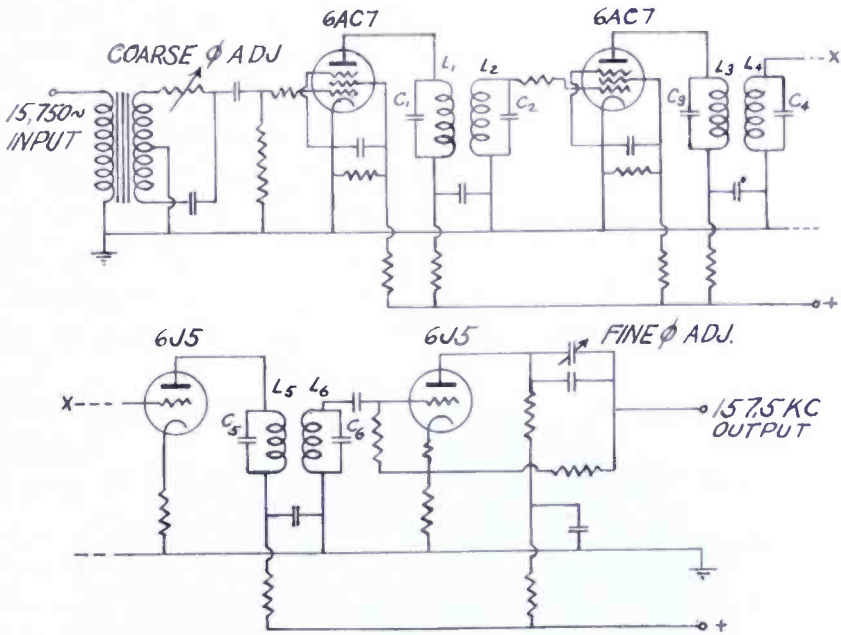 6AC7
6AC7
COARSE ϕ ADJ
15,750~
INPUT
C1
L1
L2
C2
C3
L3
L4
C4
X
+
6J5
6J5
FINE ϕ ADJ.
X
C5
L5
L6
C6
157.5 KC
OUTPUT
+